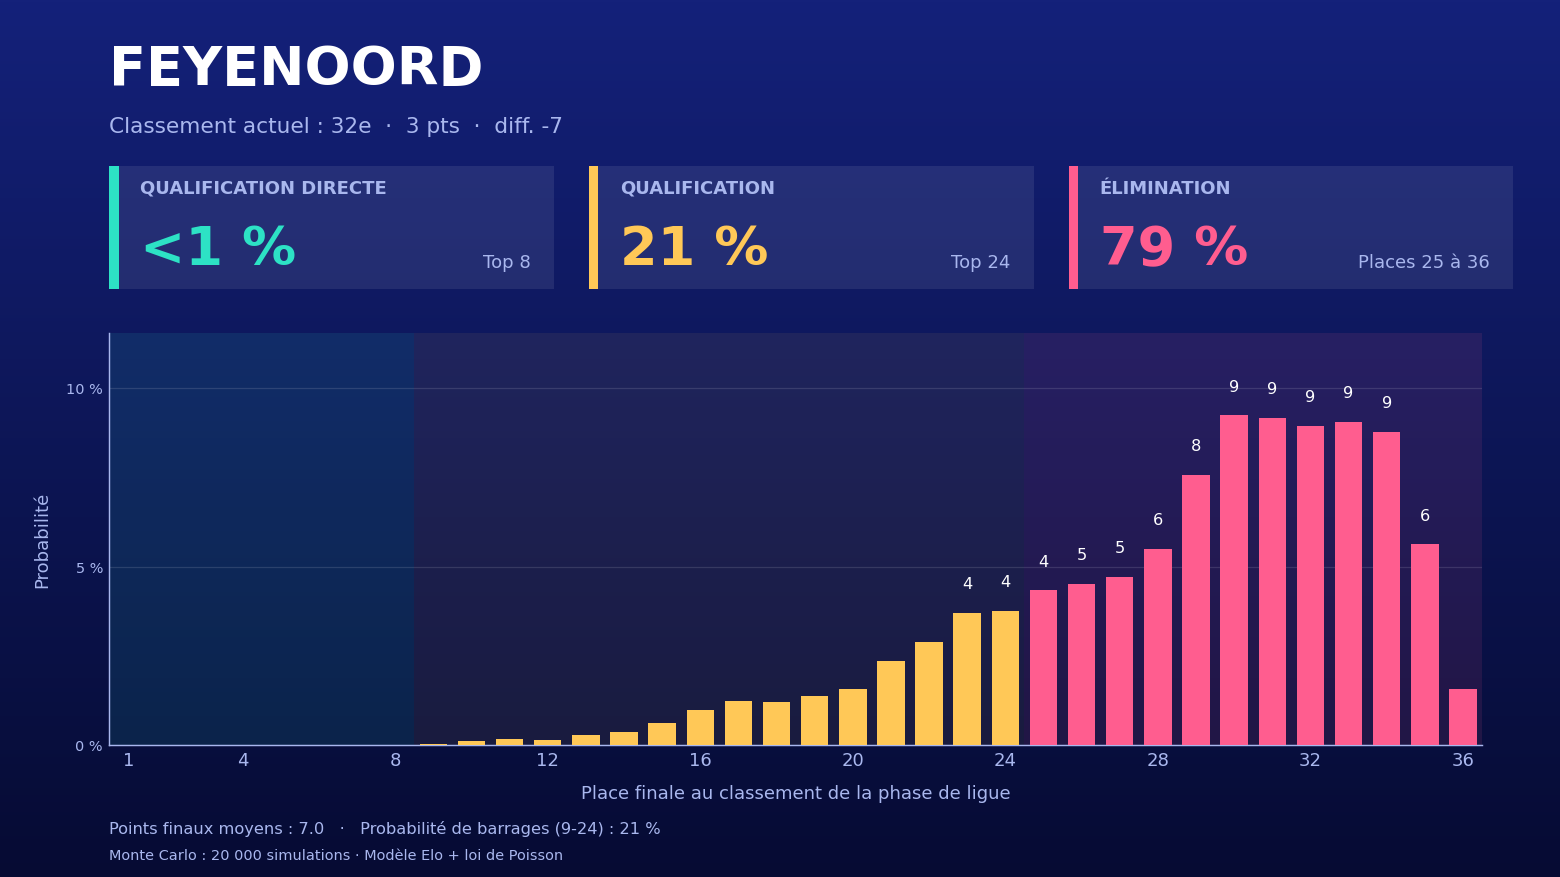 FEYENOORD
Classement actuel : 32e · 3 pts · diff. -7
QUALIFICATION DIRECTE
<1 %
Top 8
QUALIFICATION
21 %
Top 24
ÉLIMINATION
79 %
Places 25 à 36
Probabilité
10 %
5 %
0 %
4 4 4 5 5 6 8 9 9 9 9 9 6
1 4 8 12 16 20 24 28 32 36
Place finale au classement de la phase de ligue
Points finaux moyens : 7.0 · Probabilité de barrages (9-24) : 21 %
Monte Carlo : 20 000 simulations · Modèle Elo + loi de Poisson